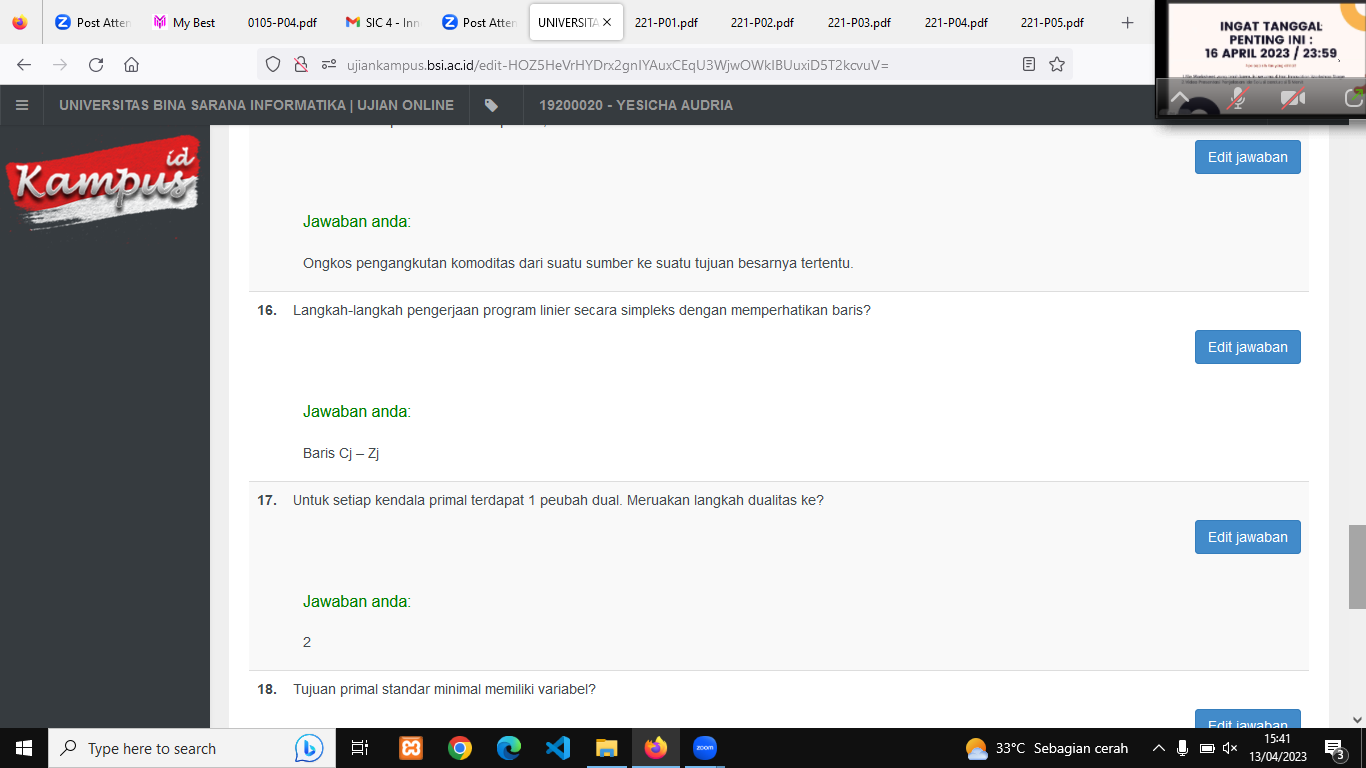 Post Atten
My Best
0105-P04.pdf
SIC 4 - Inn
Post Atten
UNIVERSITA
221-P01.pdf
221-P02.pdf
221-P03.pdf
221-P04.pdf
221-P05.pdf
INGAT TANGGAL
PENTING INI :
16 APRIL 2023 / 23:59
ujiankampus.bsi.ac.id/edit-HOZ5HeVrHYDrx2gnIYAuxCEqU3WjwOWkIBUuxiD5T2kcvuV=
UNIVERSITAS BINA SARANA INFORMATIKA | UJIAN ONLINE
19200020 - YESICHA AUDRIA
Kampus id
Edit jawaban
Jawaban anda:
Ongkos pengangkutan komoditas dari suatu sumber ke suatu tujuan besarnya tertentu.
16. Langkah-langkah pengerjaan program linier secara simpleks dengan memperhatikan baris?
Edit jawaban
Jawaban anda:
Baris Cj – Zj
17. Untuk setiap kendala primal terdapat 1 peubah dual. Meruakan langkah dualitas ke?
Edit jawaban
Jawaban anda:
2
18. Tujuan primal standar minimal memiliki variabel?
Edit jawaban
Type here to search
zoom
33°C Sebagian cerah
15:41
13/04/2023
3